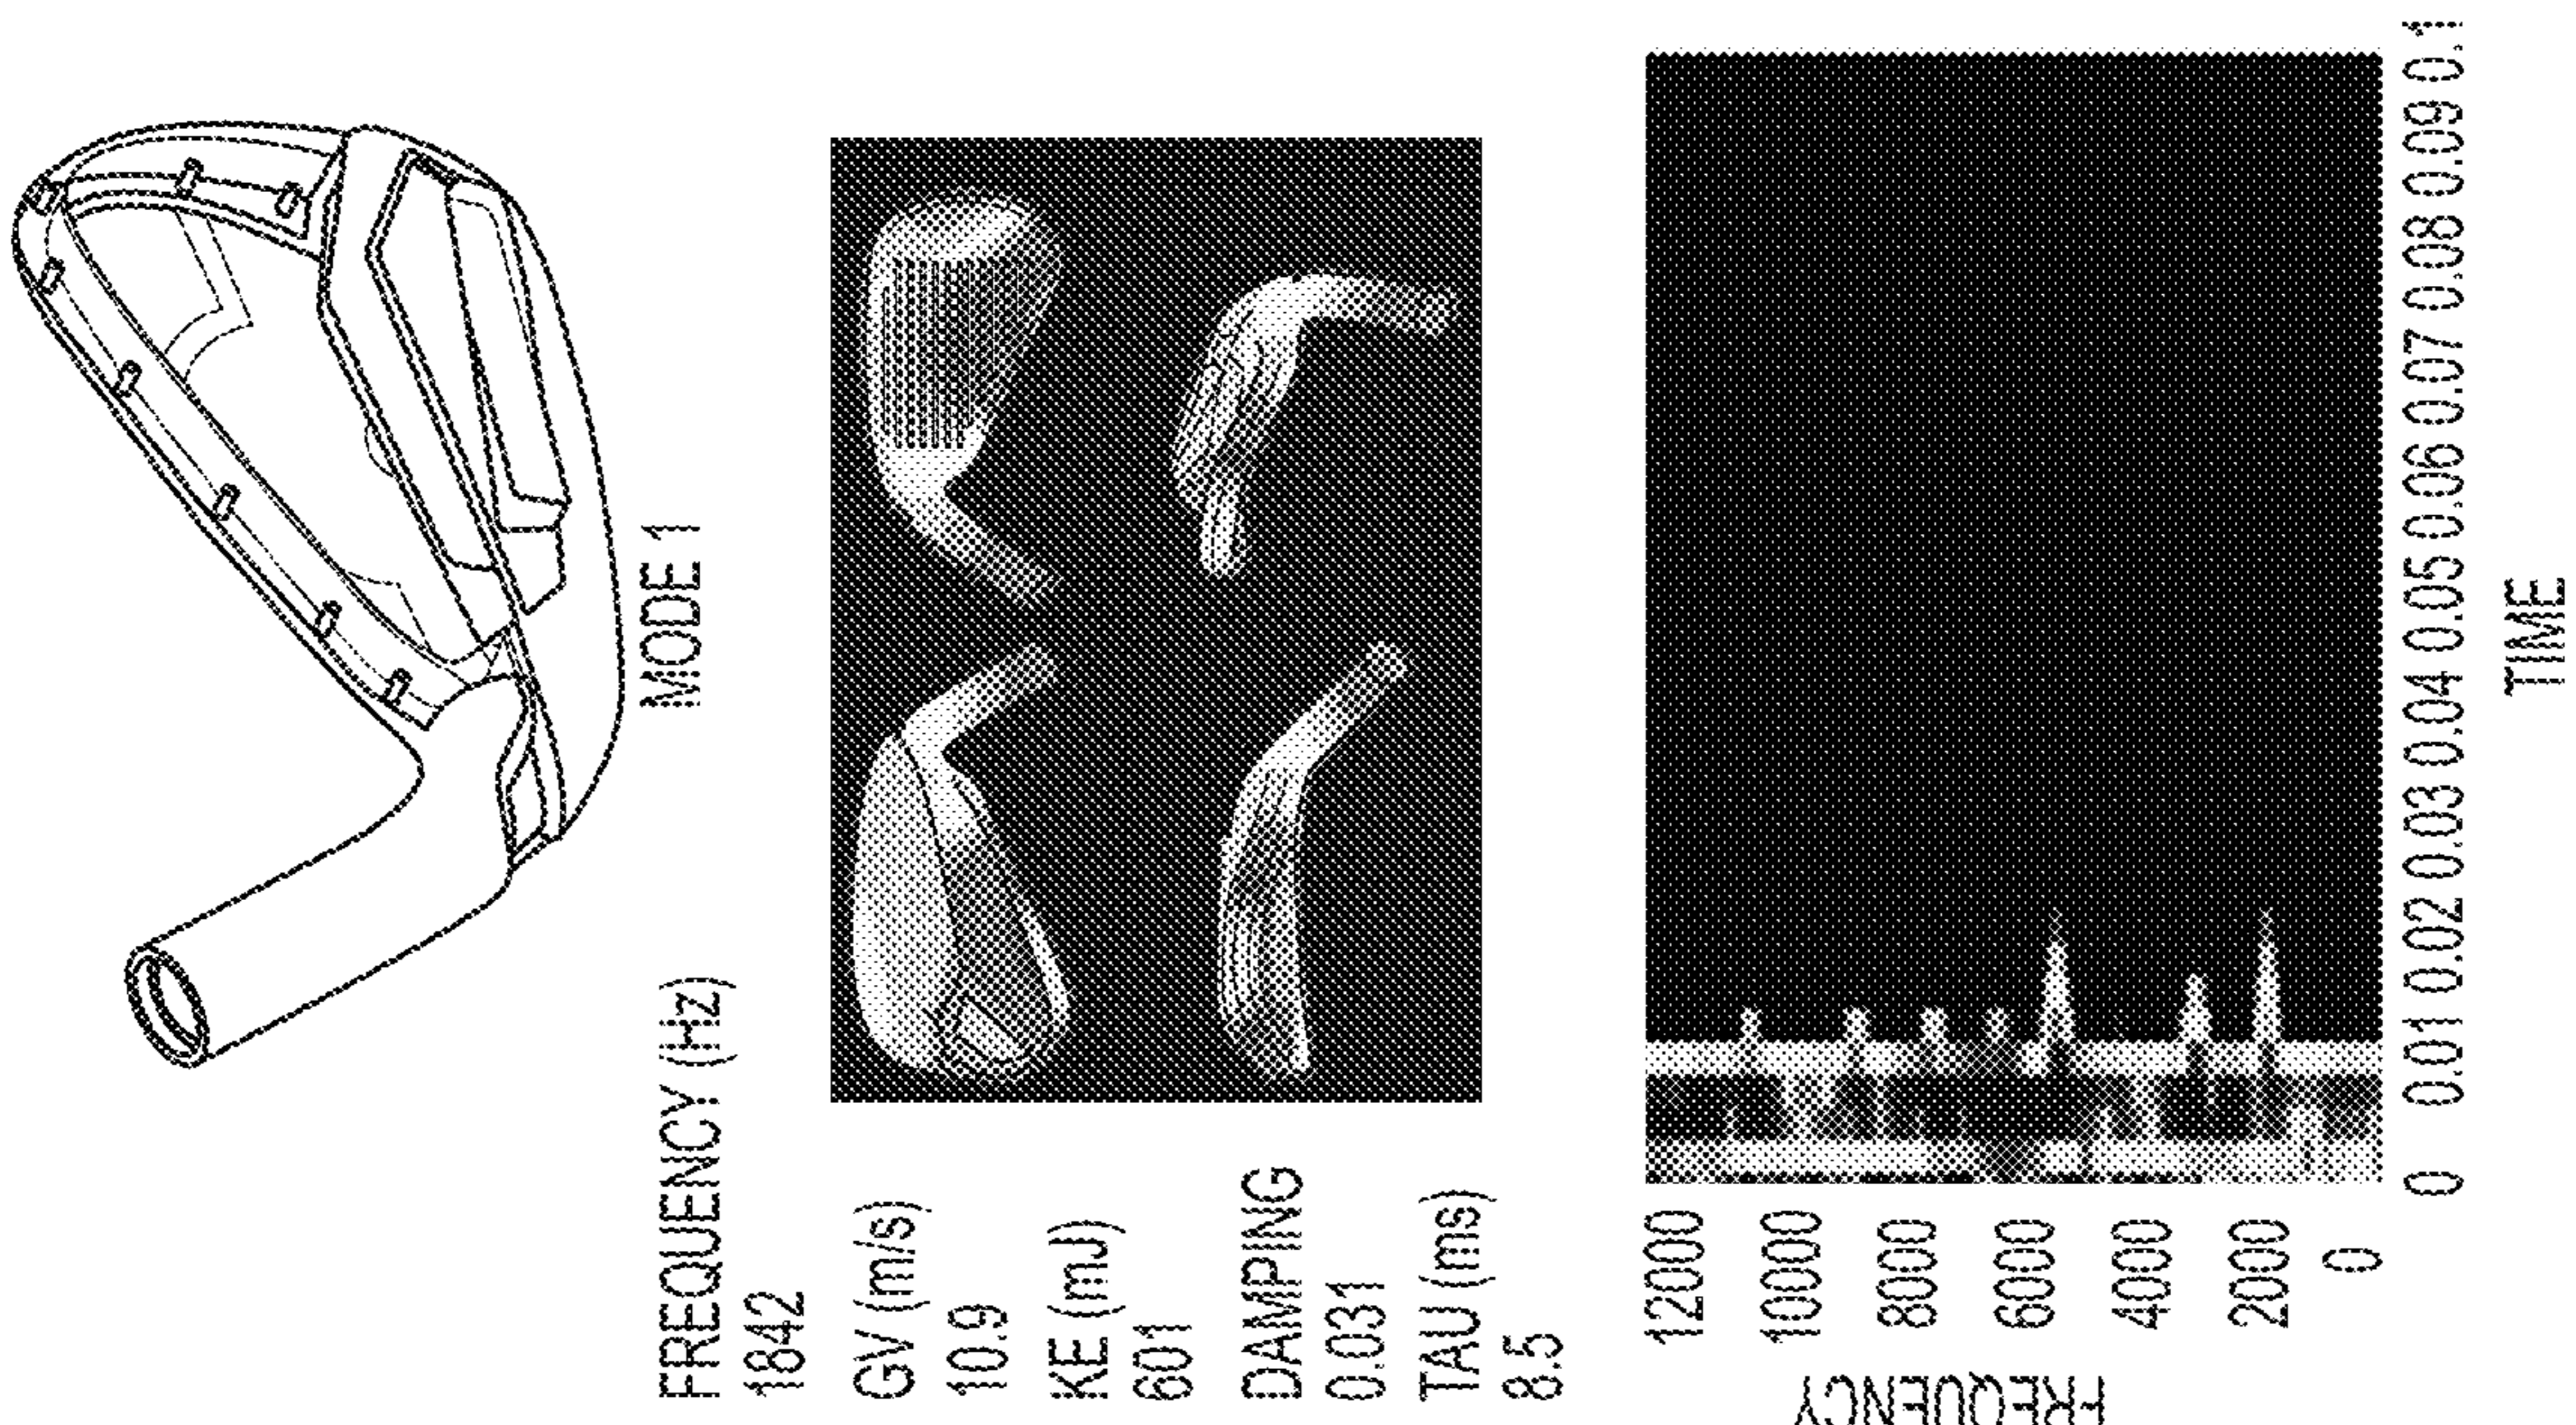 MODE 1
FREQUENCY (Hz)
1842
GV (m/s)
10.9
KE (mJ)
601
DAMPING
0.031
TAU (ms)
8.5
FREQUENCY
12000
10000
8000
6000
4000
2000
0
0 0.01 0.02 0.03 0.04 0.05 0.06 0.07 0.08 0.09 0.1
TIME